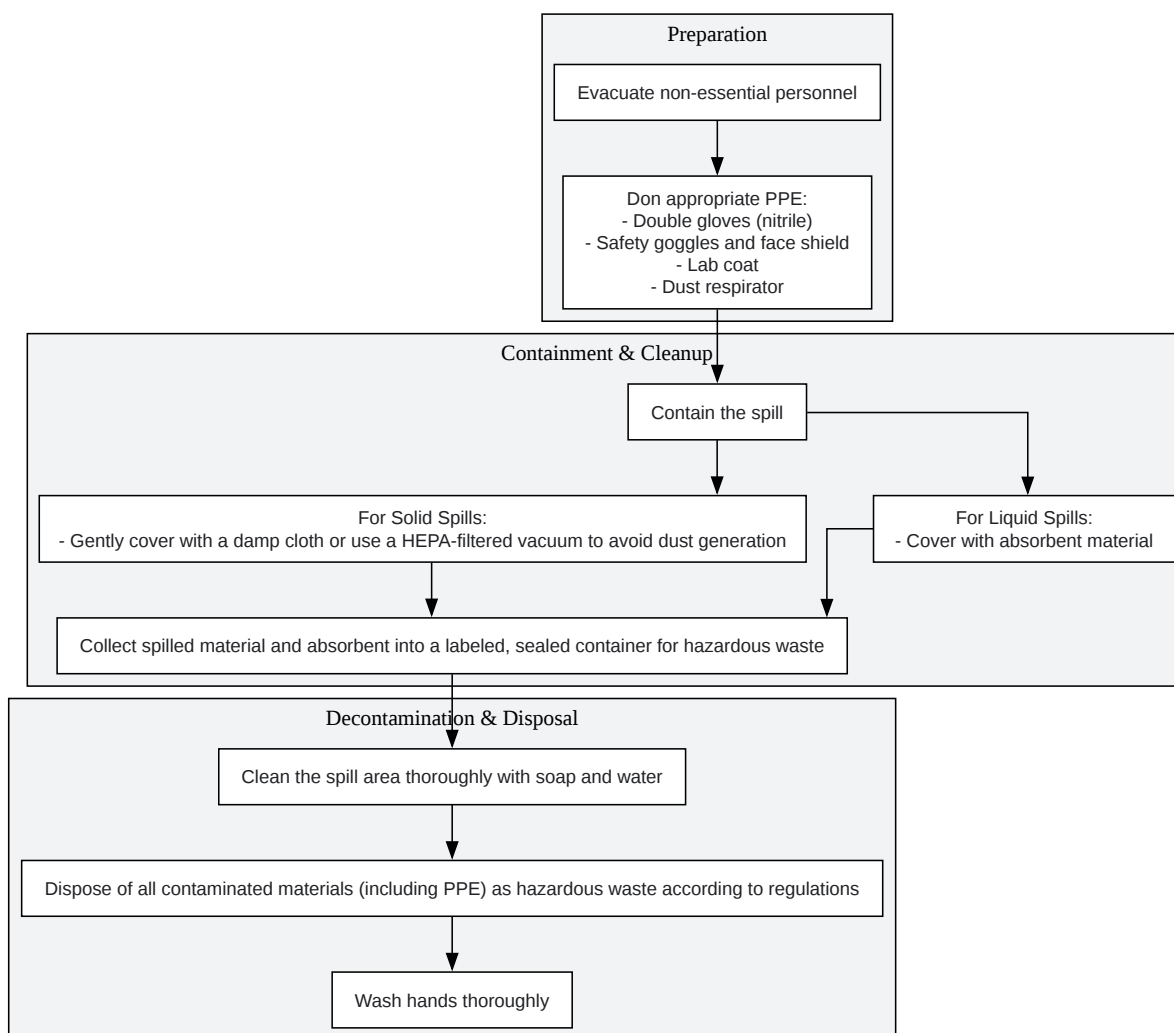 Preparation
Evacuate non-essential personnel
Don appropriate PPE:
- Double gloves (nitrile)
- Safety goggles and face shield
- Lab coat
- Dust respirator
Containment & Cleanup
Contain the spill
For Solid Spills:
- Gently cover with a damp cloth or use a HEPA-filtered vacuum to avoid dust generation
For Liquid Spills:
- Cover with absorbent material
Collect spilled material and absorbent into a labeled, sealed container for hazardous waste
Decontamination & Disposal
Clean the spill area thoroughly with soap and water
Dispose of all contaminated materials (including PPE) as hazardous waste according to regulations
Wash hands thoroughly